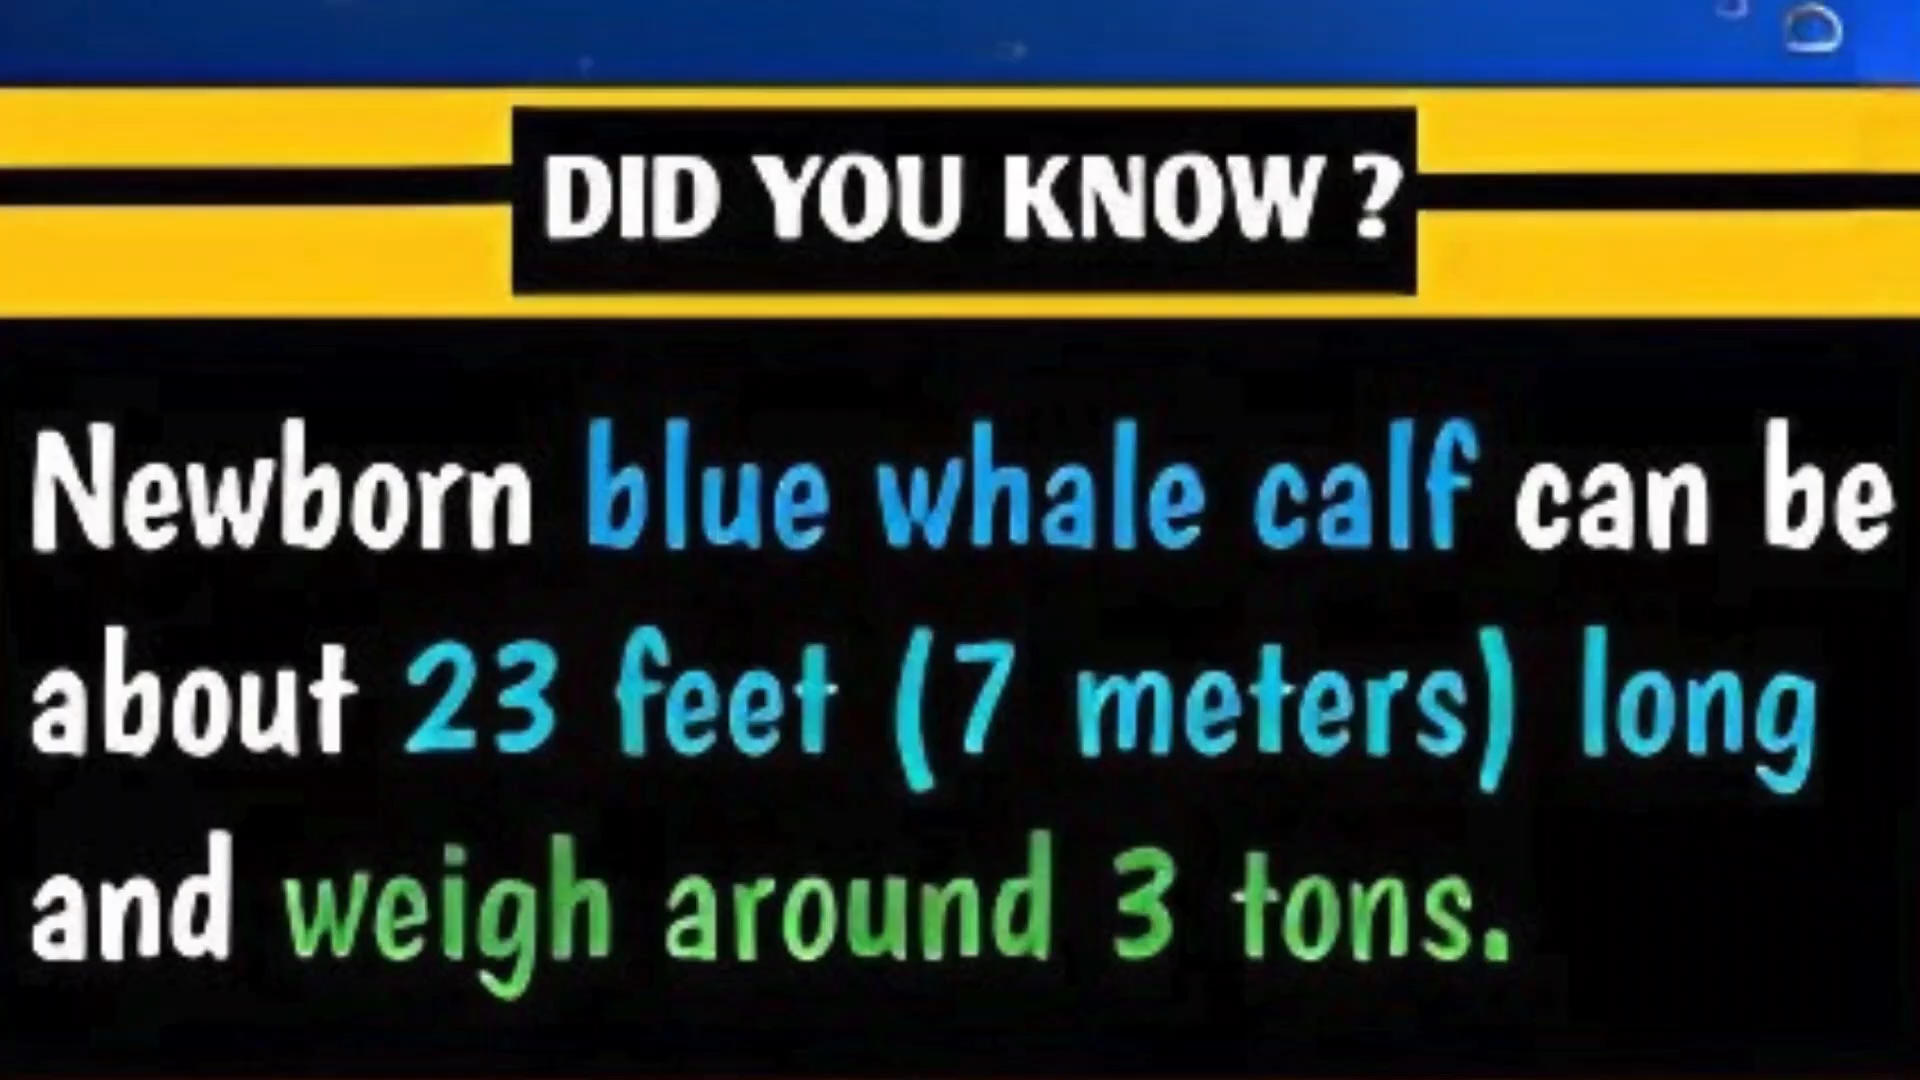 DID YOU KNOW ?
Newborn blue whale calf can be
about 23 feet (7 meters) long
and weigh around 3 tons.